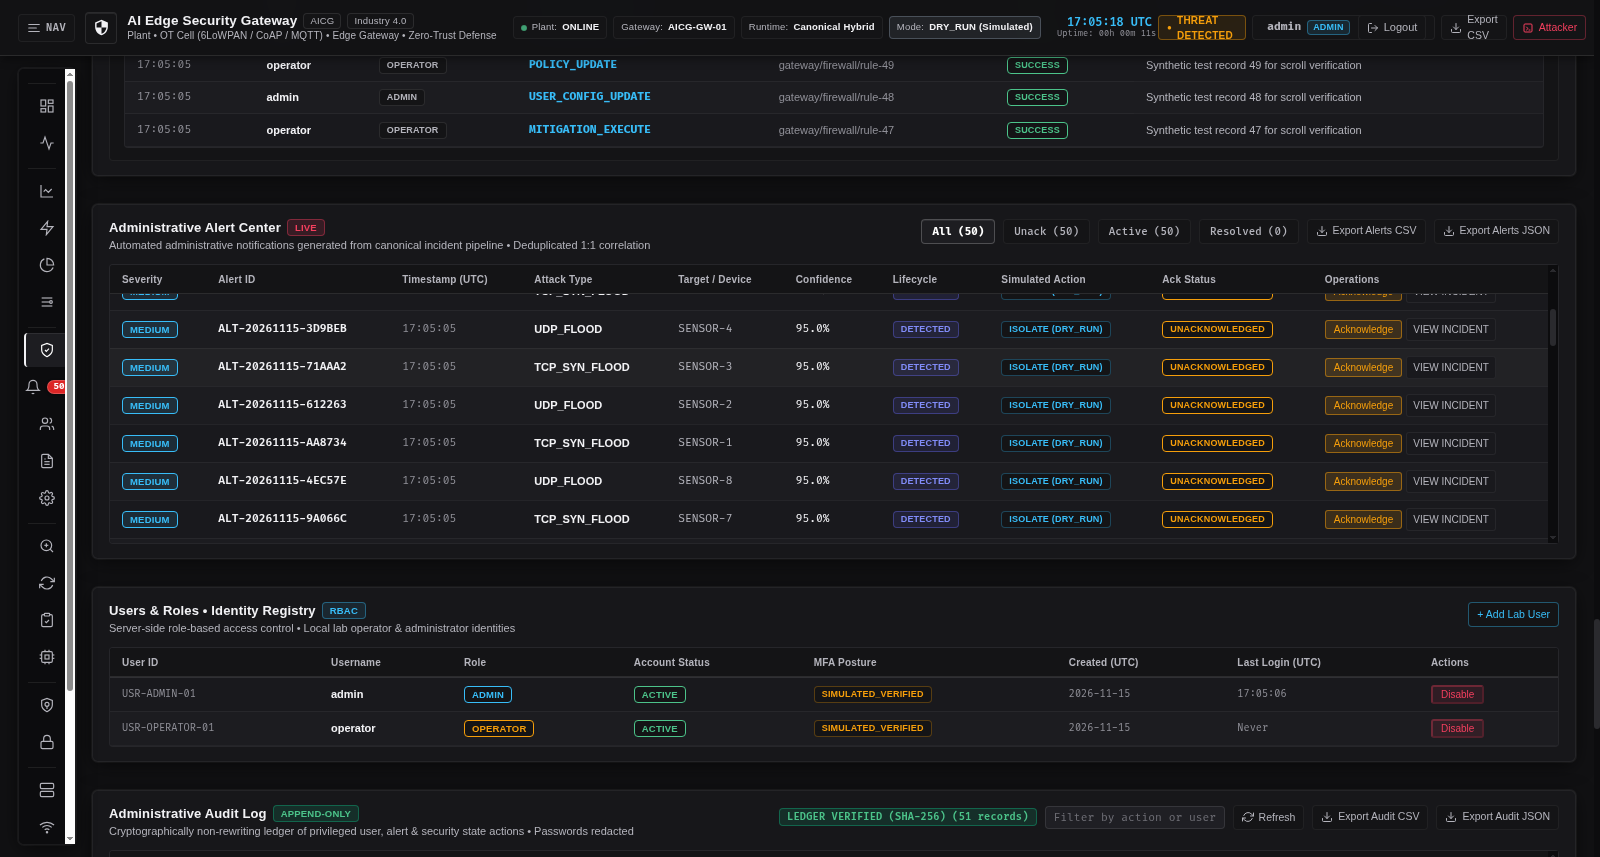 NAV
AI Edge Security Gateway AICG Industry 4.0
Plant • OT Cell (6LoWPAN / CoAP / MQTT) • Edge Gateway • Zero-Trust Defense
Plant: ONLINE
Gateway: AICG-GW-01
Runtime: Canonical Hybrid
Mode: DRY_RUN (Simulated)
17:05:18 UTC
Uptime: 00h 00m 11s
THREAT DETECTED
admin ADMIN
Logout
Export CSV
Attacker
17:05:05 operator OPERATOR POLICY_UPDATE gateway/firewall/rule-49 SUCCESS Synthetic test record 49 for scroll verification
17:05:05 admin ADMIN USER_CONFIG_UPDATE gateway/firewall/rule-48 SUCCESS Synthetic test record 48 for scroll verification
17:05:05 operator OPERATOR MITIGATION_EXECUTE gateway/firewall/rule-47 SUCCESS Synthetic test record 47 for scroll verification
50
Administrative Alert Center LIVE
Automated administrative notifications generated from canonical incident pipeline • Deduplicated 1:1 correlation
All (50) Unack (50) Active (50) Resolved (0) Export Alerts CSV Export Alerts JSON
Severity Alert ID Timestamp (UTC) Attack Type Target / Device Confidence Lifecycle Simulated Action Ack Status Operations
MEDIUM TCP_SYN_FLOOD DETECTED ISOLATE (DRY_RUN) UNACKNOWLEDGED Acknowledge VIEW INCIDENT
MEDIUM ALT-20261115-3D9BEB 17:05:05 UDP_FLOOD SENSOR-4 95.0% DETECTED ISOLATE (DRY_RUN) UNACKNOWLEDGED Acknowledge VIEW INCIDENT
MEDIUM ALT-20261115-71AAA2 17:05:05 TCP_SYN_FLOOD SENSOR-3 95.0% DETECTED ISOLATE (DRY_RUN) UNACKNOWLEDGED Acknowledge VIEW INCIDENT
MEDIUM ALT-20261115-612263 17:05:05 UDP_FLOOD SENSOR-2 95.0% DETECTED ISOLATE (DRY_RUN) UNACKNOWLEDGED Acknowledge VIEW INCIDENT
MEDIUM ALT-20261115-AA8734 17:05:05 TCP_SYN_FLOOD SENSOR-1 95.0% DETECTED ISOLATE (DRY_RUN) UNACKNOWLEDGED Acknowledge VIEW INCIDENT
MEDIUM ALT-20261115-4EC57E 17:05:05 UDP_FLOOD SENSOR-8 95.0% DETECTED ISOLATE (DRY_RUN) UNACKNOWLEDGED Acknowledge VIEW INCIDENT
MEDIUM ALT-20261115-9A066C 17:05:05 TCP_SYN_FLOOD SENSOR-7 95.0% DETECTED ISOLATE (DRY_RUN) UNACKNOWLEDGED Acknowledge VIEW INCIDENT
Users & Roles • Identity Registry RBAC
Server-side role-based access control • Local lab operator & administrator identities
+ Add Lab User
User ID Username Role Account Status MFA Posture Created (UTC) Last Login (UTC) Actions
USR-ADMIN-01 admin ADMIN ACTIVE SIMULATED_VERIFIED 2026-11-15 17:05:06 Disable
USR-OPERATOR-01 operator OPERATOR ACTIVE SIMULATED_VERIFIED 2026-11-15 Never Disable
Administrative Audit Log APPEND-ONLY
Cryptographically non-rewriting ledger of privileged user, alert & security state actions • Passwords redacted
LEDGER VERIFIED (SHA-256) (51 records) Filter by action or user Refresh Export Audit CSV Export Audit JSON